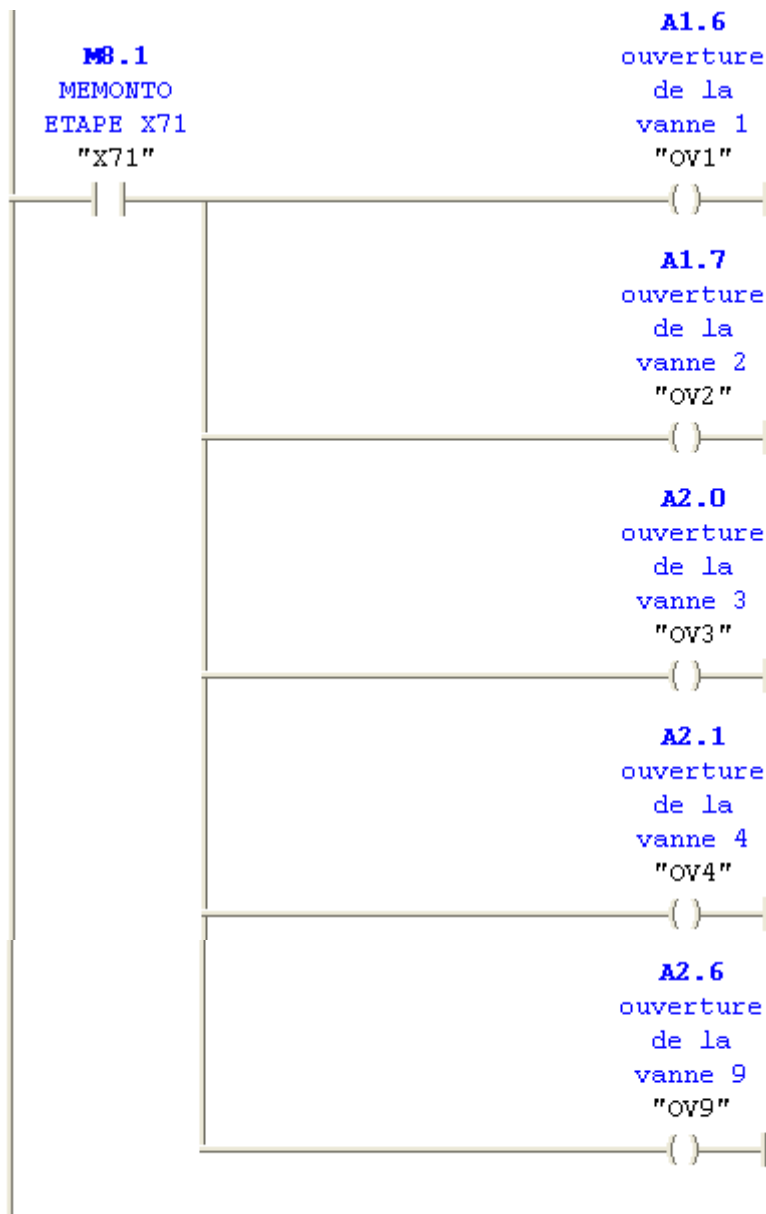 A1.6
ouverture
de la
vanne 1
"OV1"
M8.1
MEMONTO
ETAPE X71
"X71"
A1.7
ouverture
de la
vanne 2
"OV2"
A2.0
ouverture
de la
vanne 3
"OV3"
A2.1
ouverture
de la
vanne 4
"OV4"
A2.6
ouverture
de la
vanne 9
"OV9"